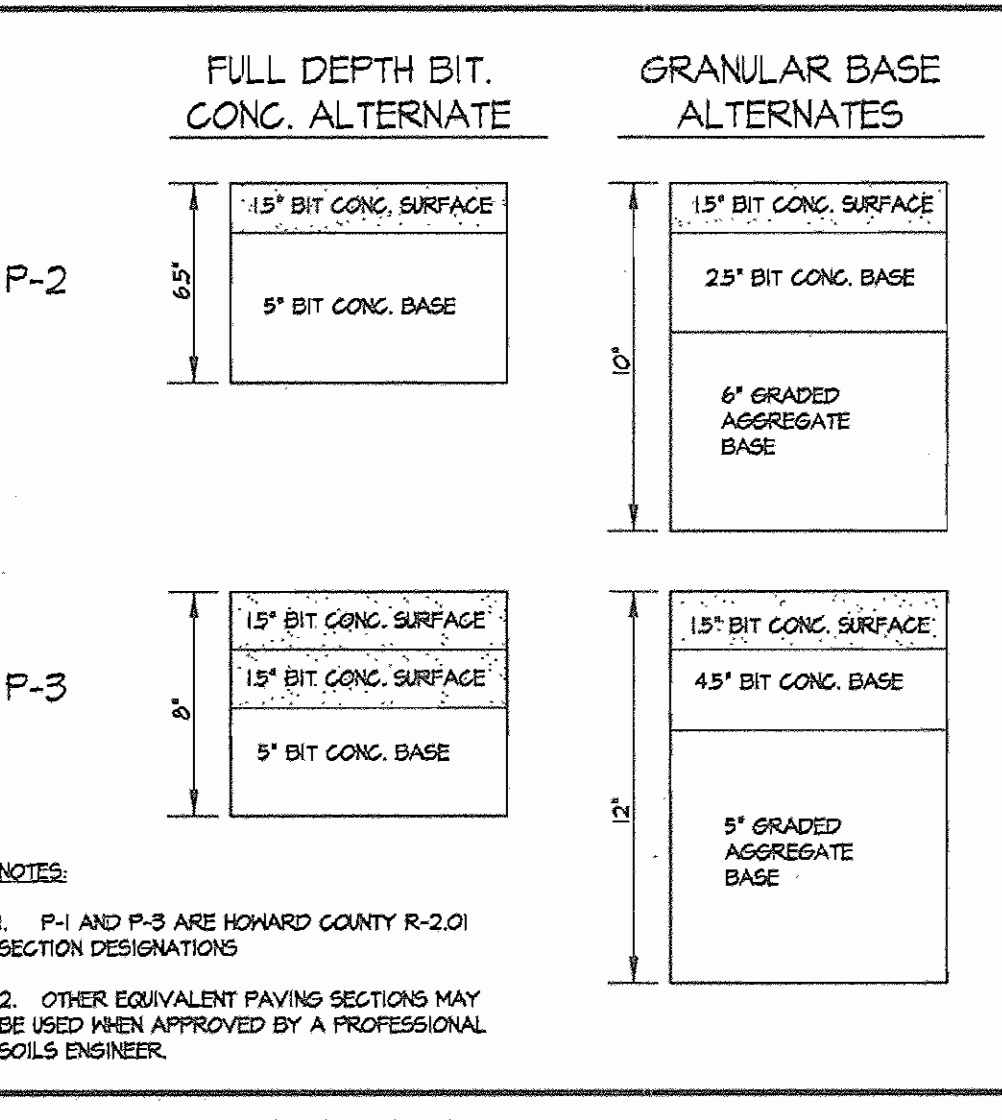 FULL DEPTH BIT.
CONC. ALTERNATE
GRANULAR BASE
ALTERNATES
P-2
6.5"
1.5" BIT CONC. SURFACE
5" BIT CONC. BASE
10"
1.5" BIT CONC. SURFACE
2.5" BIT CONC. BASE
6" GRADED
AGGREGATE
BASE
P-3
8"
1.5" BIT CONC. SURFACE
1.5" BIT CONC. SURFACE
5" BIT CONC. BASE
12"
1.5" BIT CONC. SURFACE
4.5" BIT CONC. BASE
5" GRADED
AGGREGATE
BASE
NOTES:
1. P-1 AND P-3 ARE HOWARD COUNTY R-2.01
SECTION DESIGNATIONS
2. OTHER EQUIVALENT PAVING SECTIONS MAY
BE USED WHEN APPROVED BY A PROFESSIONAL
SOILS ENGINEER.